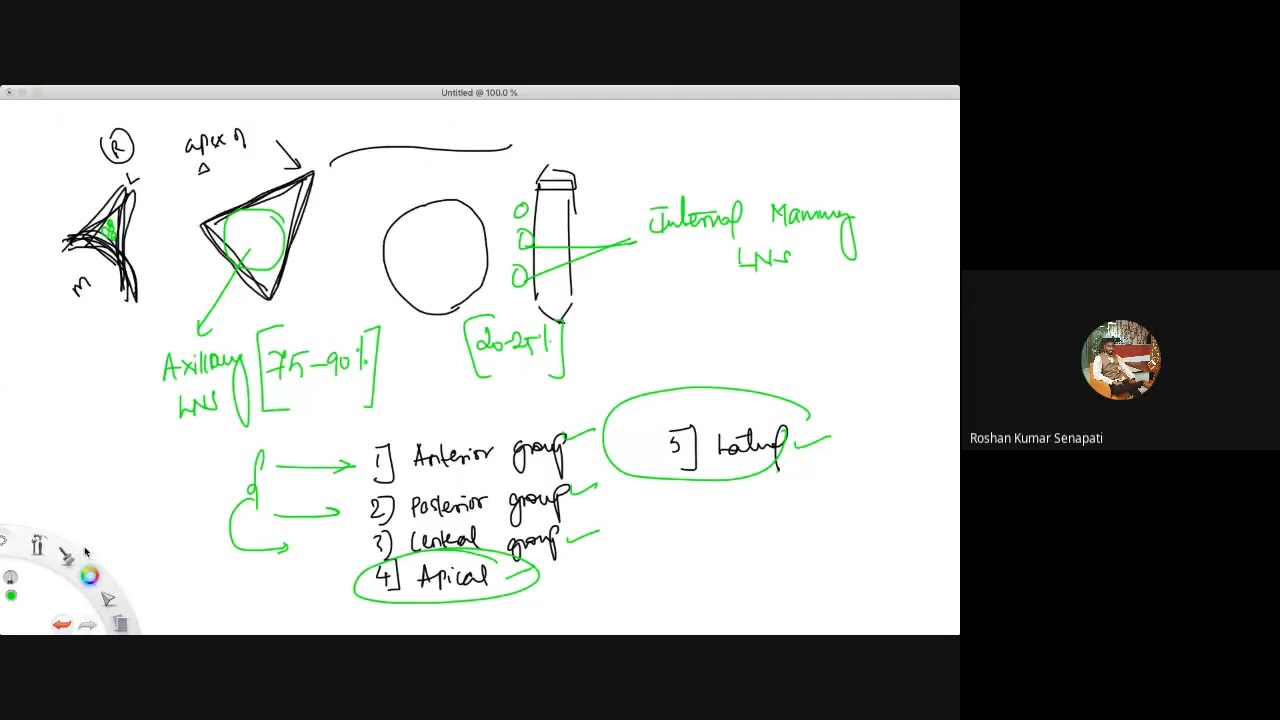 Untitled @ 100.0 %
R
apex of
Δ
L
M
Internal Mammary
LNs
Axillary
LNs
[75-90%]
[20-25%]
1] Anterior group
2) Posterior group
3) Central group
4] Apical
5] Lateral
Roshan Kumar Senapati